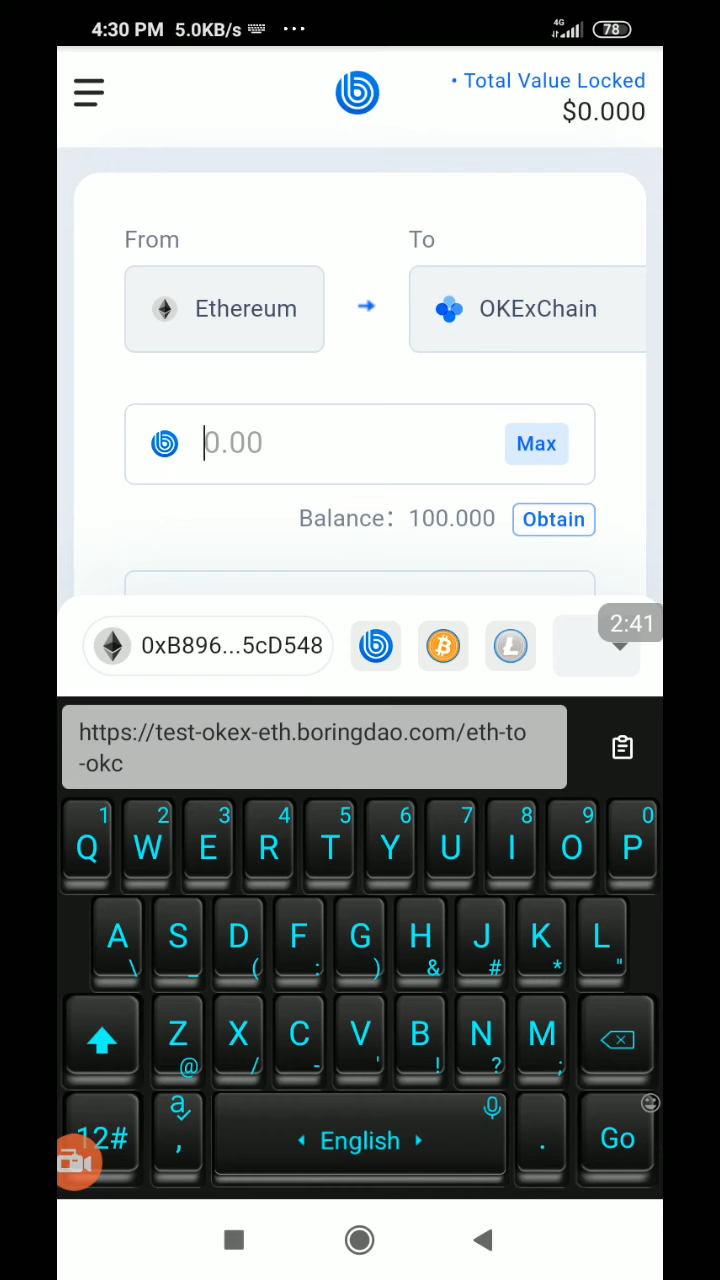 4:30 PM 5.0KB/s ... 4G 78
• Total Value Locked
$0.000
From To
Ethereum OKExChain
0.00 Max
Balance： 100.000 Obtain
0xB896...5cD548
2:41
https://test-okex-eth.boringdao.com/eth-to
-okc
1 2 3 4 5 6 7 8 9 0
Q W E R T Y U I O P
A S D F G H J K L
\ _ ( : ) & # * "
Z X C V B N M
@ / - ' ! ? ;
a
12# , English . Go